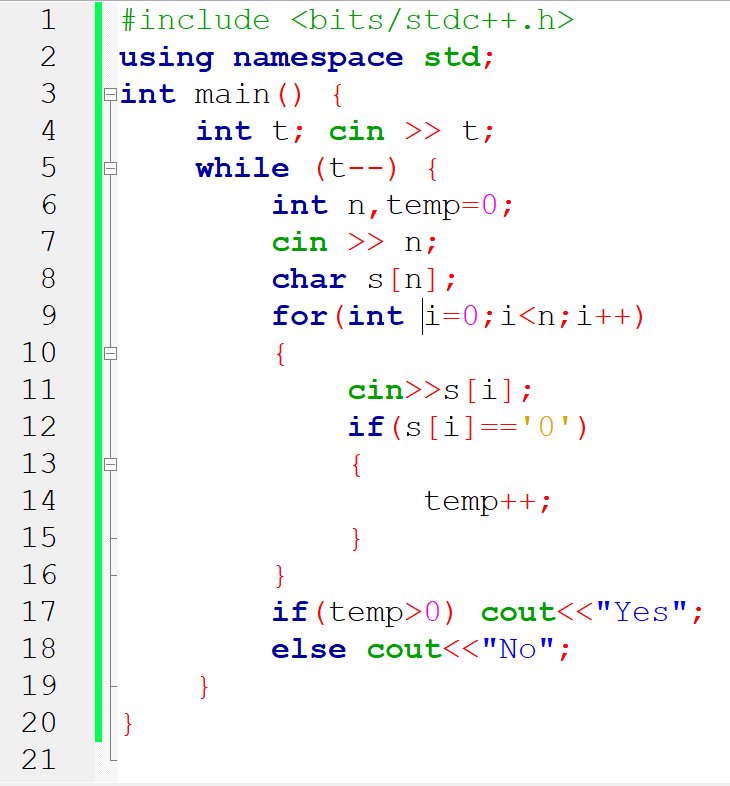 1 #include <bits/stdc++.h>
2 using namespace std;
3 int main() {
4     int t; cin >> t;
5     while (t--) {
6         int n,temp=0;
7         cin >> n;
8         char s[n];
9         for(int i=0;i<n;i++)
10         {
11             cin>>s[i];
12             if(s[i]=='0')
13             {
14                 temp++;
15             }
16         }
17         if(temp>0) cout<<"Yes";
18         else cout<<"No";
19     }
20 }
21